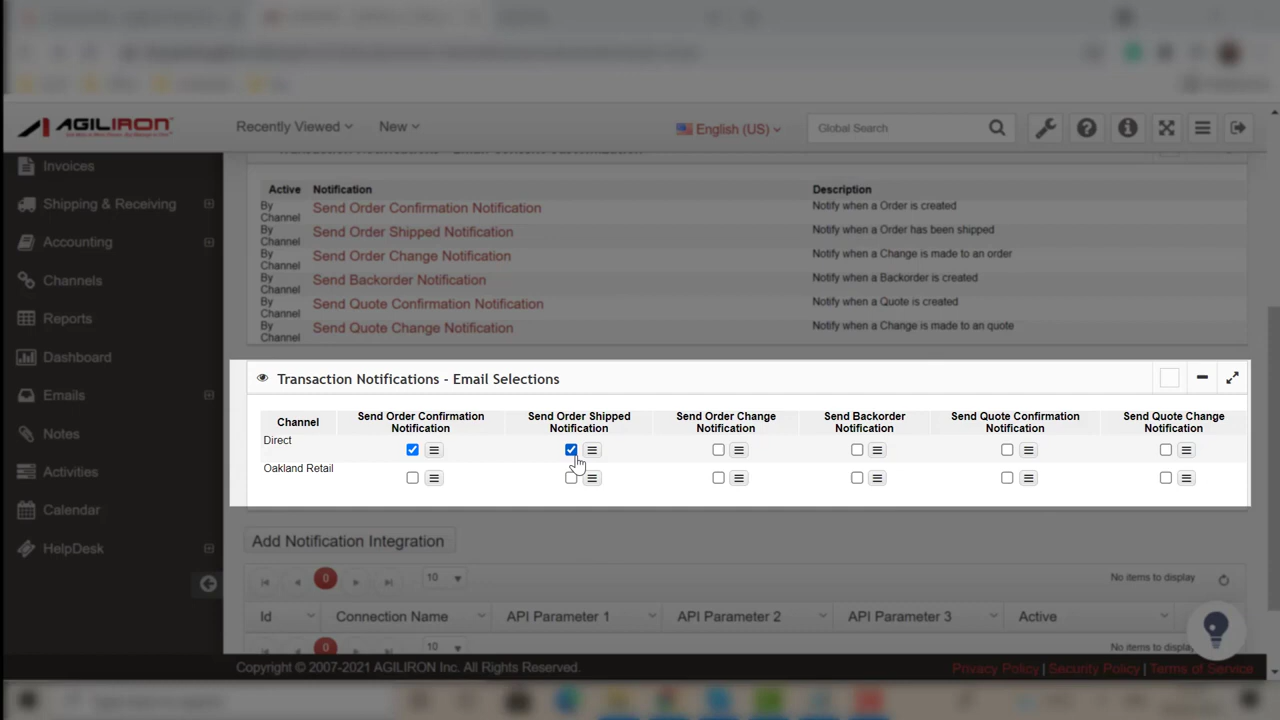 AGILIRON
Recently Viewed
New
English (US)
Global Search
Invoices
Shipping & Receiving
Accounting
Channels
Reports
Dashboard
Emails
Notes
Activities
Calendar
HelpDesk
Active Notification Description
By Channel Send Order Confirmation Notification Notify when a Order is created
By Channel Send Order Shipped Notification Notify when a Order has been shipped
By Channel Send Order Change Notification Notify when a Change is made to an order
By Channel Send Backorder Notification Notify when a Backorder is created
By Channel Send Quote Confirmation Notification Notify when a Quote is created
By Channel Send Quote Change Notification Notify when a Change is made to an quote
Transaction Notifications - Email Selections
Channel Send Order Confirmation Notification Send Order Shipped Notification Send Order Change Notification Send Backorder Notification Send Quote Confirmation Notification Send Quote Change Notification
Direct
Oakland Retail
Add Notification Integration
0 10 No items to display
Id Connection Name API Parameter 1 API Parameter 2 API Parameter 3 Active
0 10 No items to display
Copyright © 2007-2021 AGILIRON Inc. All Rights Reserved. Privacy Policy | Security Policy | Terms of Service